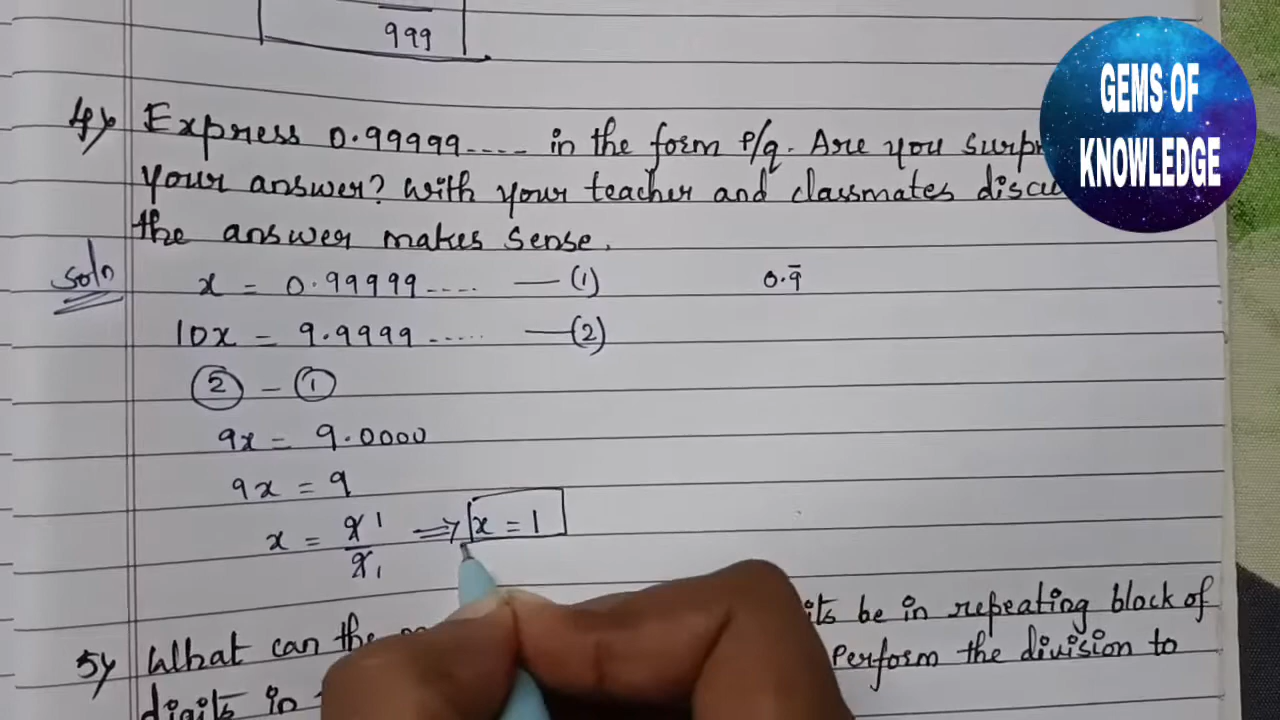 999
4) Express 0.99999.... in the form P/q. Are you
your answer? With your teacher and classmates
the answer makes sense.
Soln
x = 0.99999.... — (1)
0.9̄
10x = 9.9999..... — (2)
② - ①
9x = 9.0000
9x = 9
x = 9/9 1 1 ⇒ x = 1
5) What can the
be in repeating block of
perform the division to
digits in
GEMS OF
KNOWLEDGE